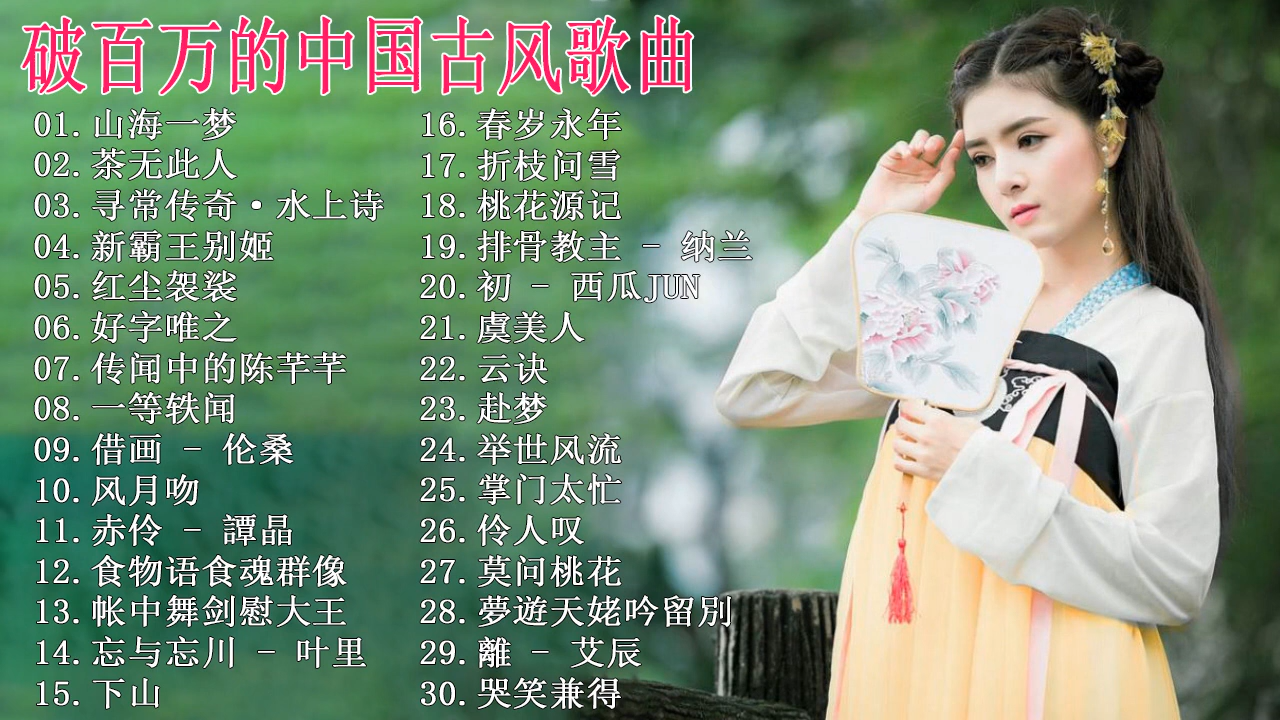 破百万的中国古风歌曲
01.山海一梦
02.茶无此人
03.寻常传奇·水上诗
04.新霸王别姬
05.红尘袈裟
06.好字唯之
07.传闻中的陈芊芊
08.一等轶闻
09.借画 - 伦桑
10.风月吻
11.赤伶 - 譚晶
12.食物语食魂群像
13.帐中舞剑慰大王
14.忘与忘川 - 叶里
15.下山
16.春岁永年
17.折枝问雪
18.桃花源记
19.排骨教主 - 纳兰
20.初 - 西瓜JUN
21.虞美人
22.云诀
23.赴梦
24.举世风流
25.掌门太忙
26.伶人叹
27.莫问桃花
28.夢遊天姥吟留別
29.離 - 艾辰
30.哭笑兼得